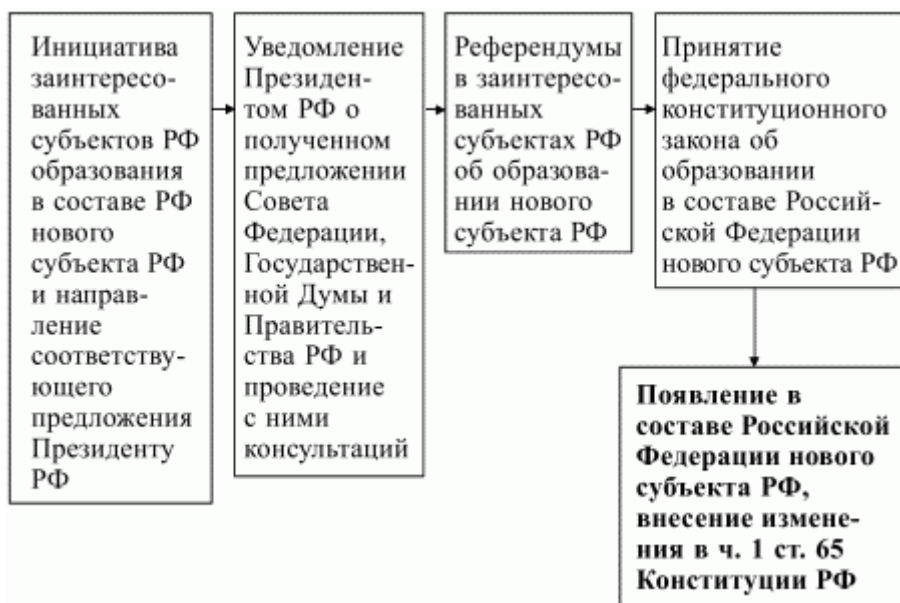 Инициатива
заинтересо-
ванных
субъектов РФ
образования
в составе РФ
нового
субъекта РФ
и направ-
ление
соответству-
ющего
предложения
Президенту
РФ
Уведомление
Президен-
том РФ о
полученном
предложении
Совета
Федерации,
Государствен-
ной Думы и
Правитель-
ства РФ и
проведение
с ними
консультаций
Референдумы
в заинтересо-
ванных
субъектах РФ
об образова-
нии нового
субъекта РФ
Принятие
федерального
конституционного
закона об
образовании
в составе Россий-
ской Федерации
нового субъекта РФ
Появление в
составе Российской
Федерации нового
субъекта РФ,
внесение измене-
ния в ч. 1 ст. 65
Конституции РФ